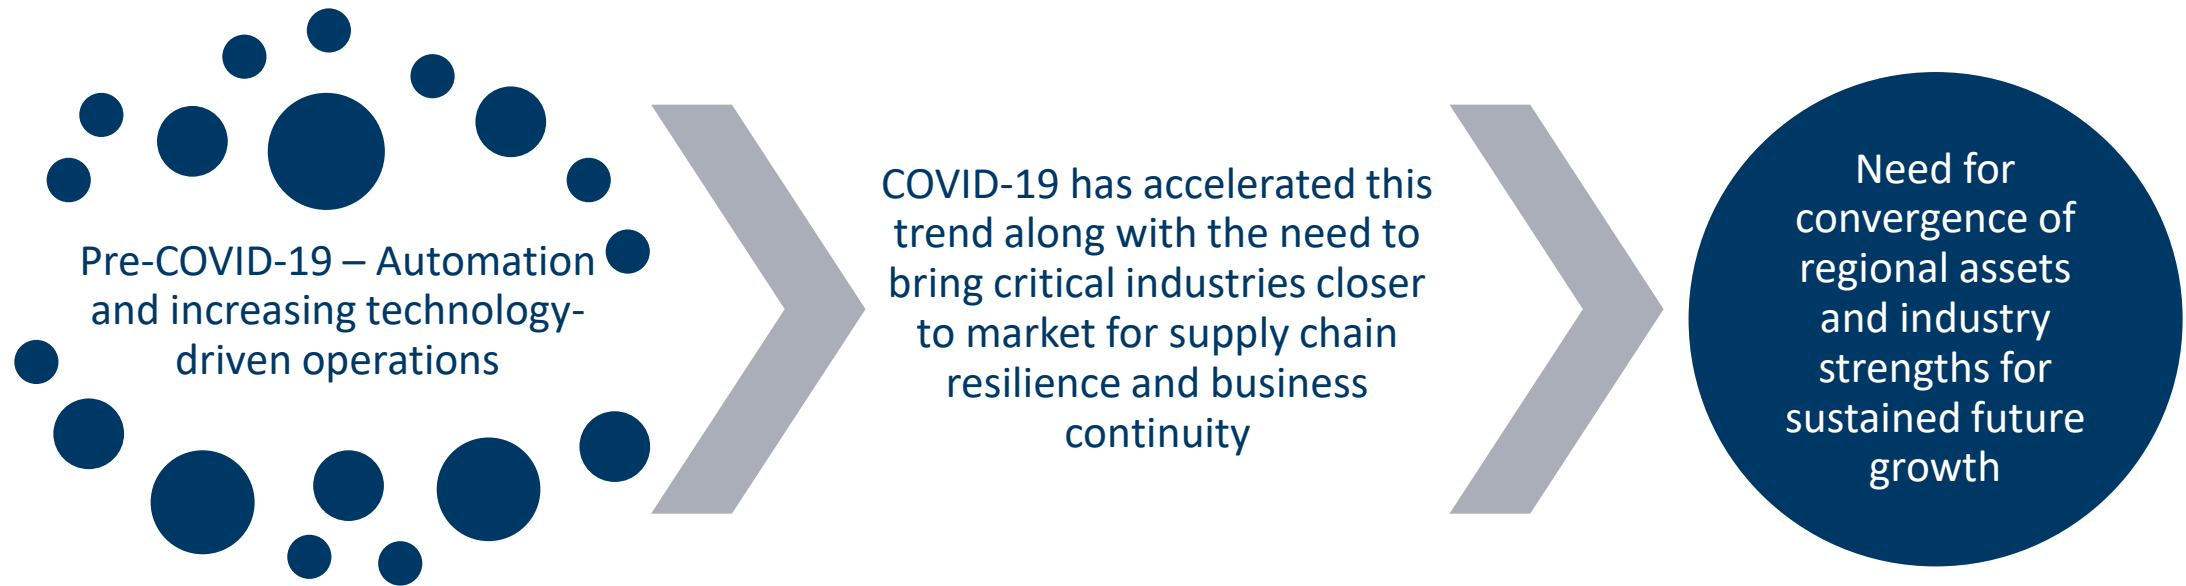 Pre-COVID-19 – Automation
and increasing technology-
driven operations
COVID-19 has accelerated this
trend along with the need to
bring critical industries closer
to market for supply chain
resilience and business
continuity
Need for
convergence of
regional assets
and industry
strengths for
sustained future
growth